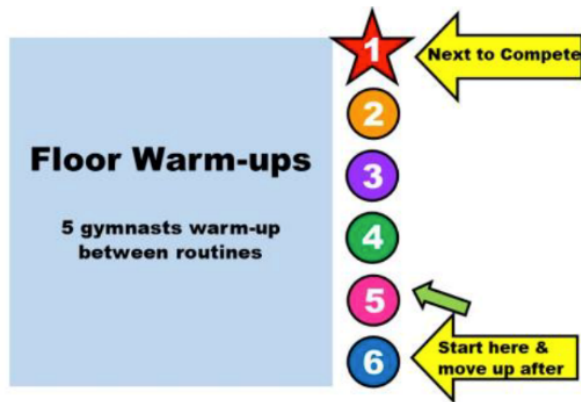 1
Next to Compete
2
Floor Warm-ups
3
5 gymnasts warm-up
between routines
4
5
6
Start here &
move up after